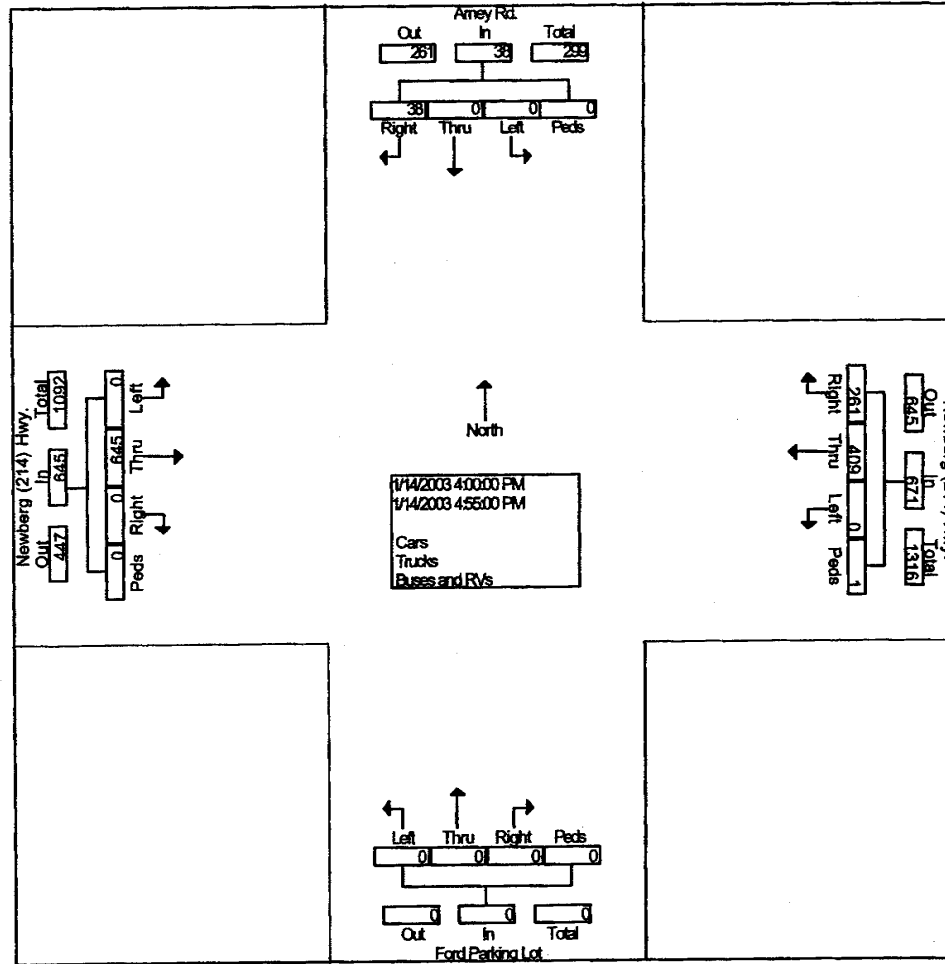 Arney Rd.
Out In Total
261 38 299
38 0 0 0
Right Thru Left Peds
Newberg (214) Hwy.
Total In Out
1092 645 447
0 645 0 0
Left Thru Right Peds
North
1/14/2003 4:00:00 PM
1/14/2003 4:55:00 PM
Cars
Trucks
Buses and RVs
Right Thru Left Peds
261 409 0 1
645 671 1316
Out In Total
Left Thru Right Peds
0 0 0 0
0 0 0
Out In Total
Ford Parking Lot